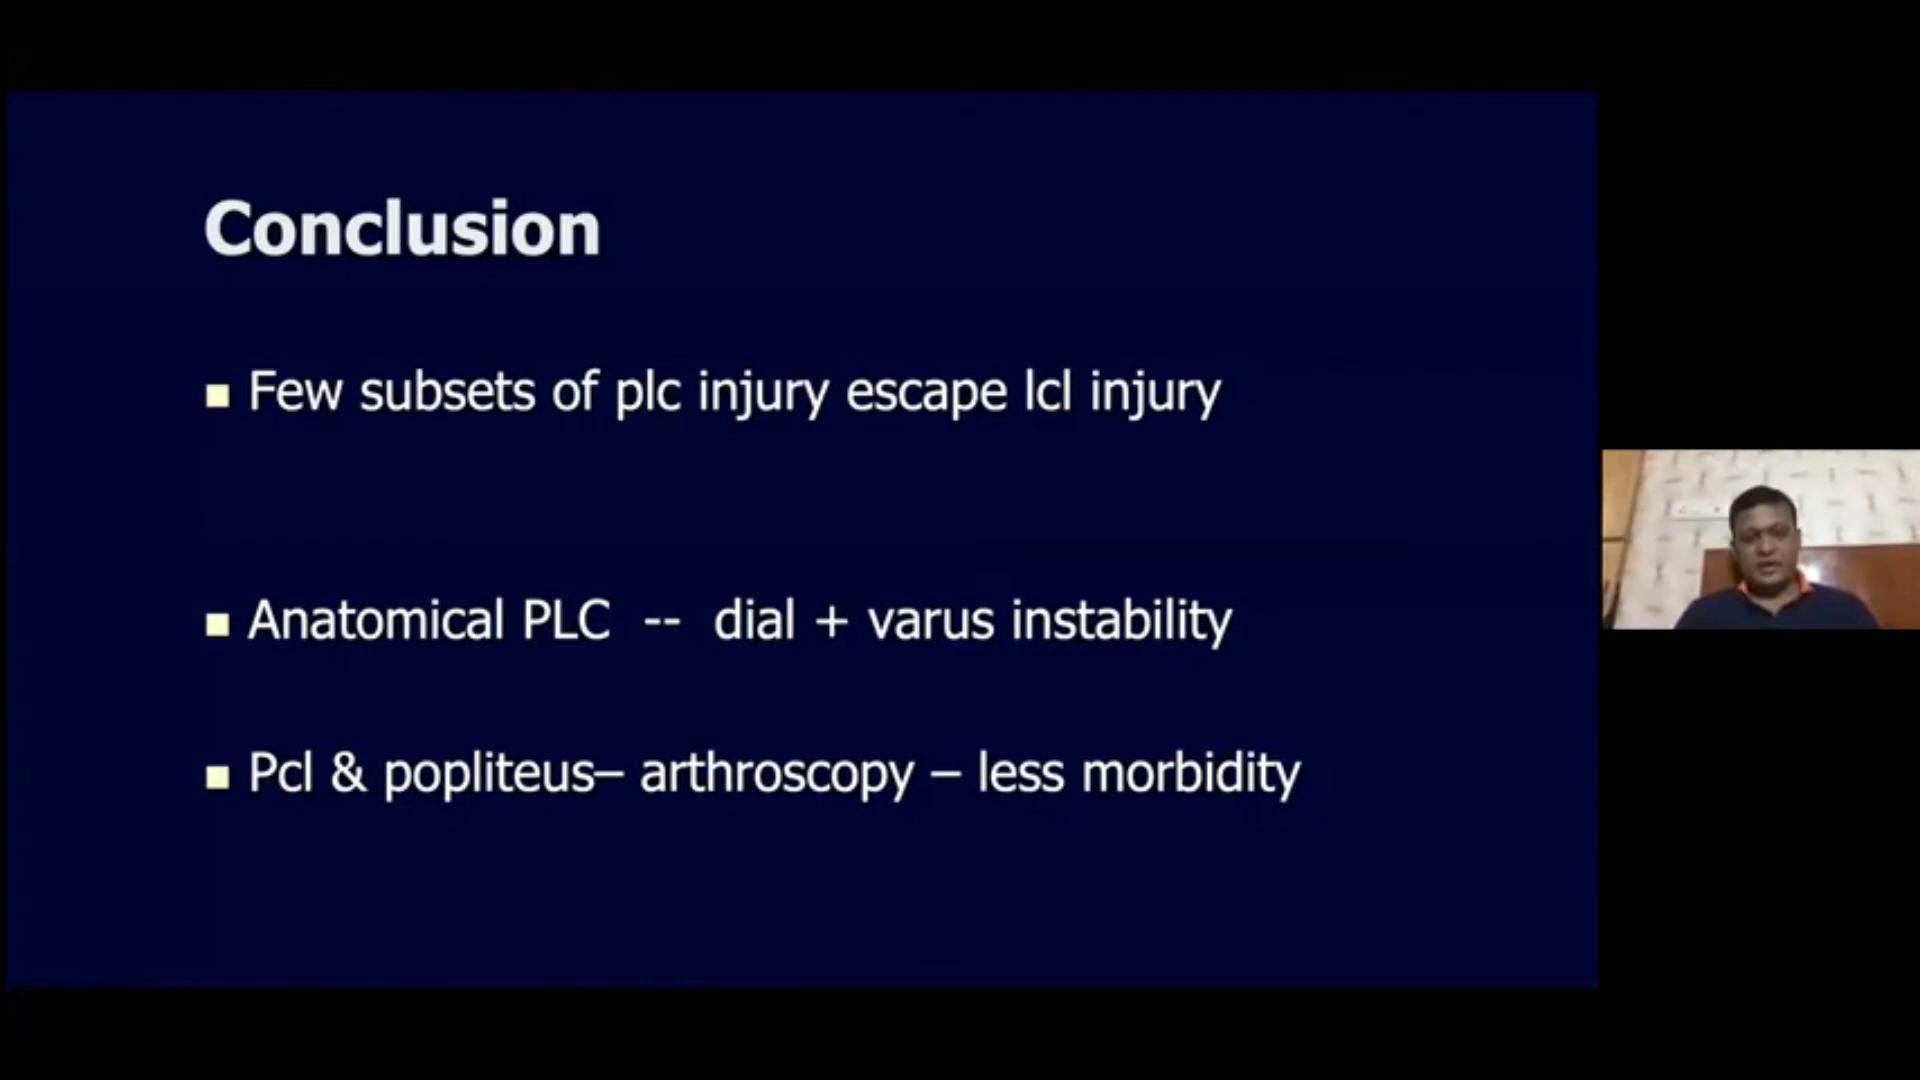 Conclusion
Few subsets of plc injury escape lcl injury
Anatomical PLC -- dial + varus instability
Pcl & popliteus– arthroscopy – less morbidity